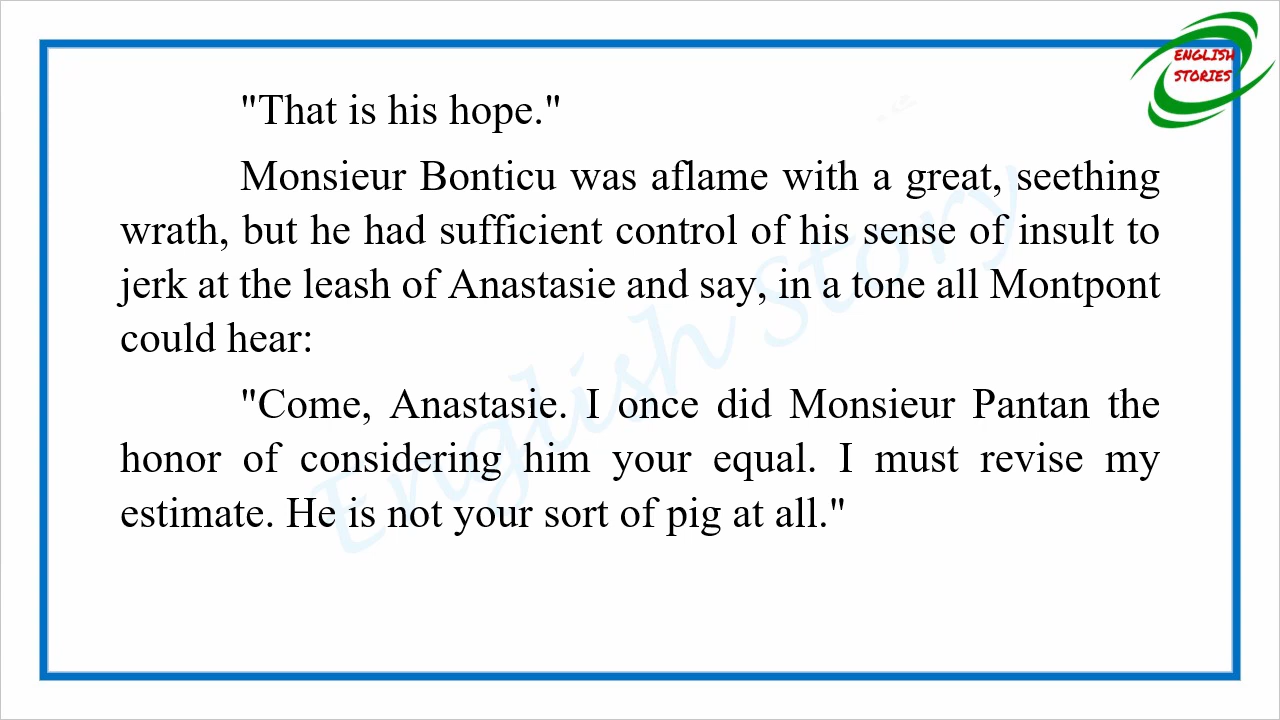 ENGLISH
STORIES
"That is his hope."
Monsieur Bonticu was aflame with a great, seething
wrath, but he had sufficient control of his sense of insult to
jerk at the leash of Anastasie and say, in a tone all Montpont
could hear:
"Come, Anastasie. I once did Monsieur Pantan the
honor of considering him your equal. I must revise my
estimate. He is not your sort of pig at all."
English Story